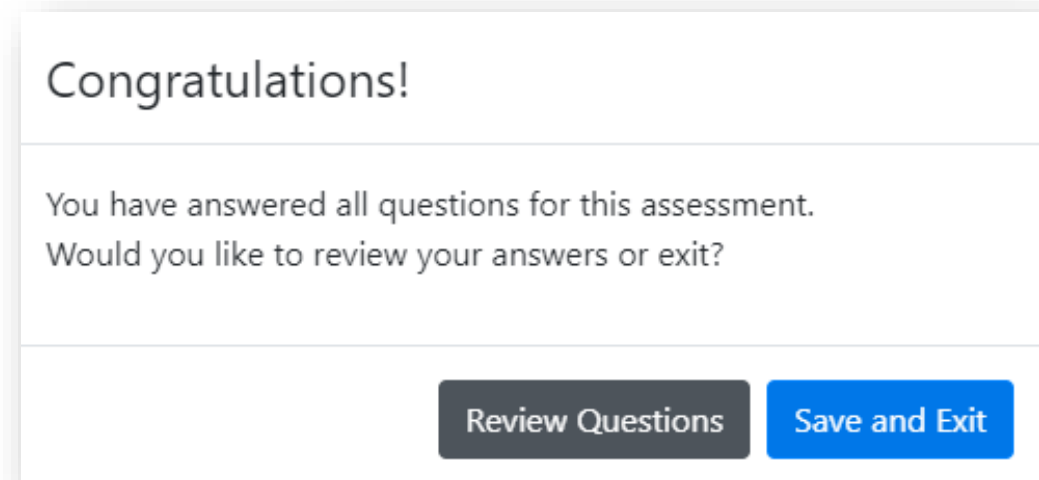 Congratulations!
You have answered all questions for this assessment.
Would you like to review your answers or exit?
Review Questions
Save and Exit